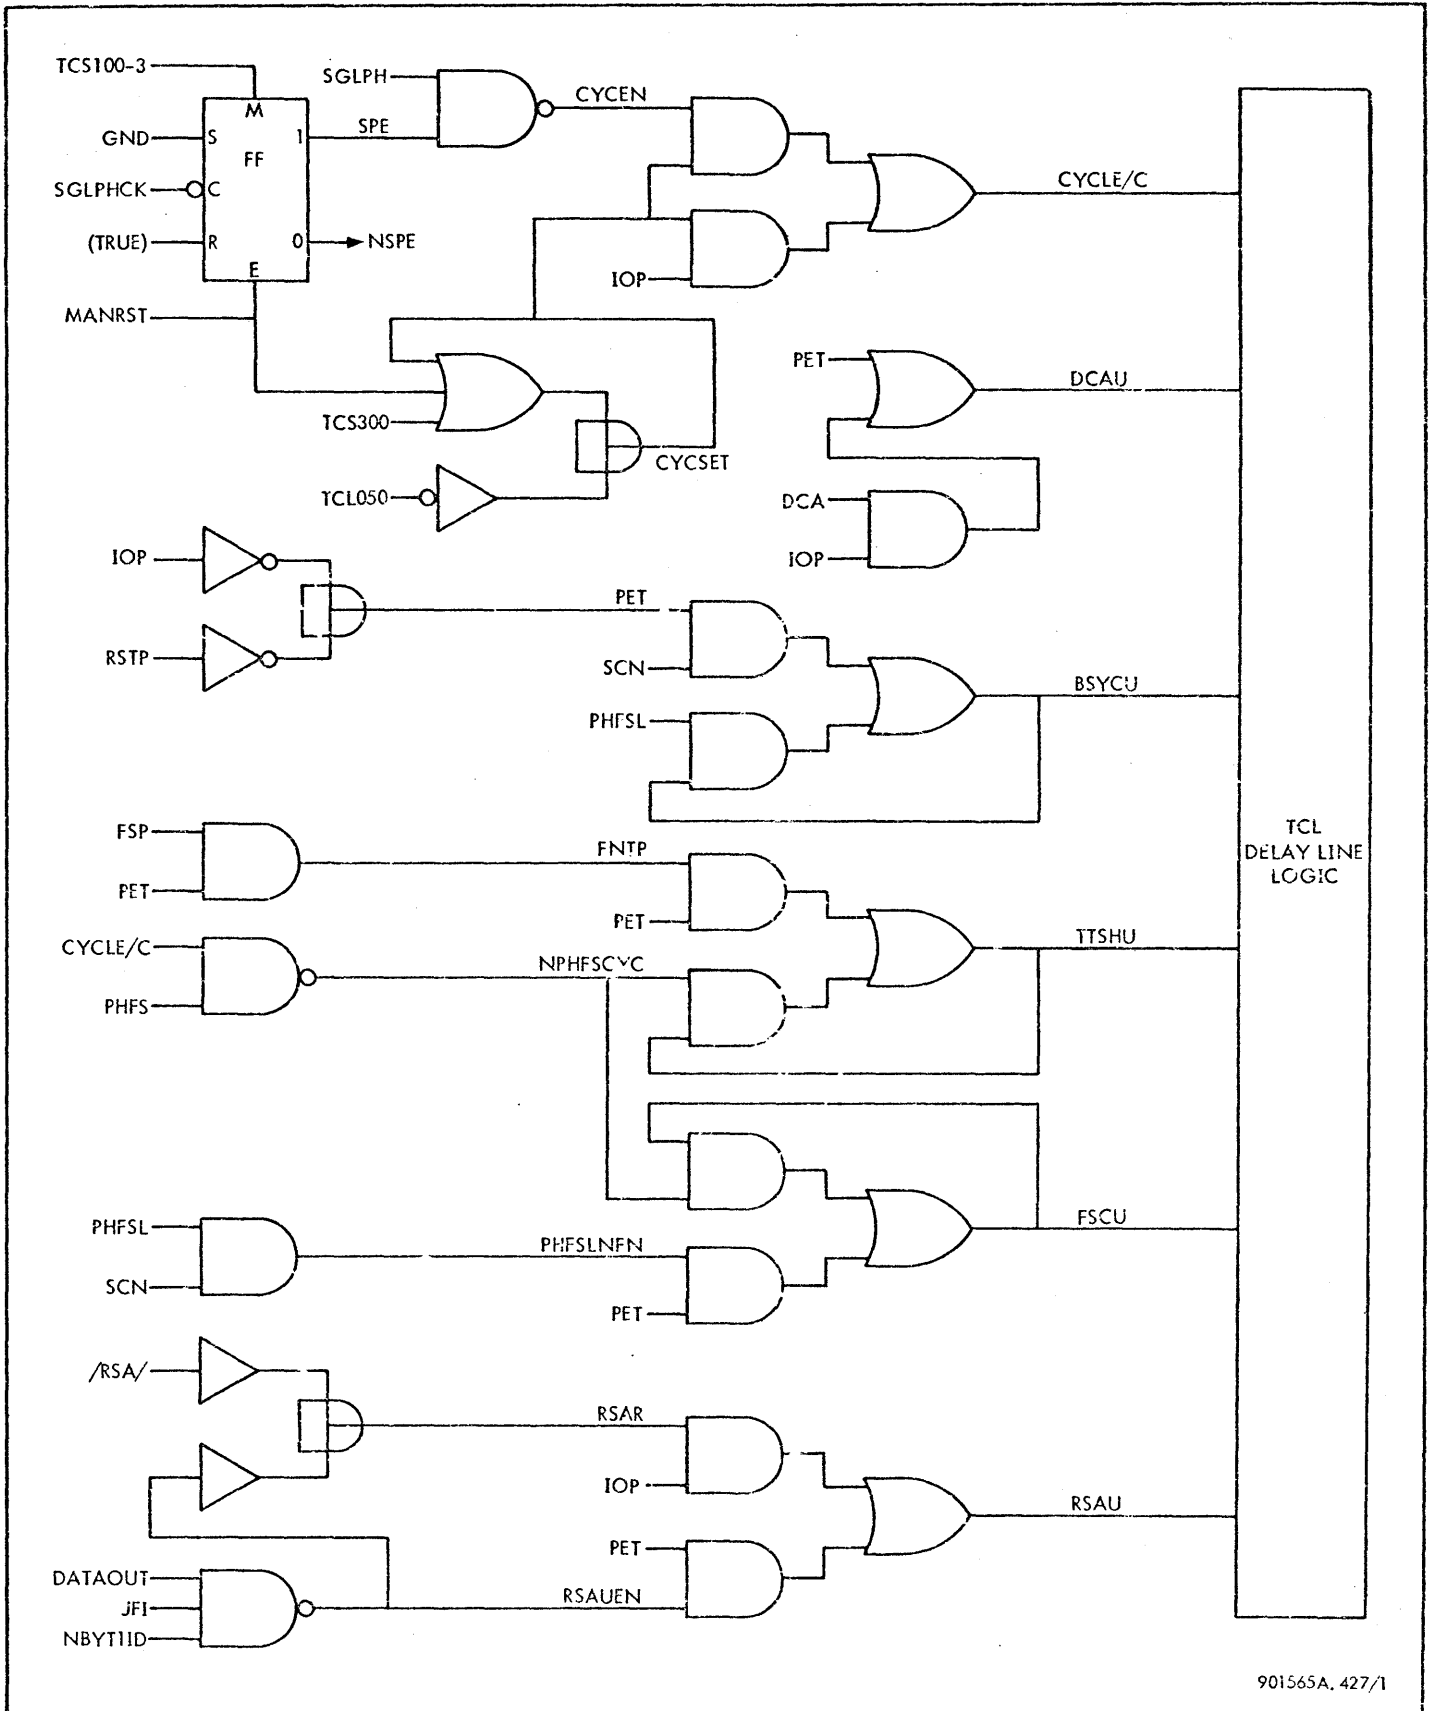 TCS100-3
M
GND
S
1
SPE
FF
SGLPHCK
C
(TRUE)
R
0
NSPE
E
MANRST
SGLPH
CYCEN
IOP
CYCLE/C
TCS300
CYCSET
TCL050
PET
DCAU
DCA
IOP
IOP
RSTP
PET
SCN
PHFSL
BSYCU
FSP
PET
FNTP
PET
CYCLE/C
PHFS
NPHFSCYC
TTSHU
TCL
DELAY LINE
LOGIC
FSCU
PHFSL
SCN
PHFSLNFN
PET
/RSA/
RSAR
IOP
RSAU
PET
DATAOUT
JFI
NBYT1ID
RSAUEN
901565A. 427/1